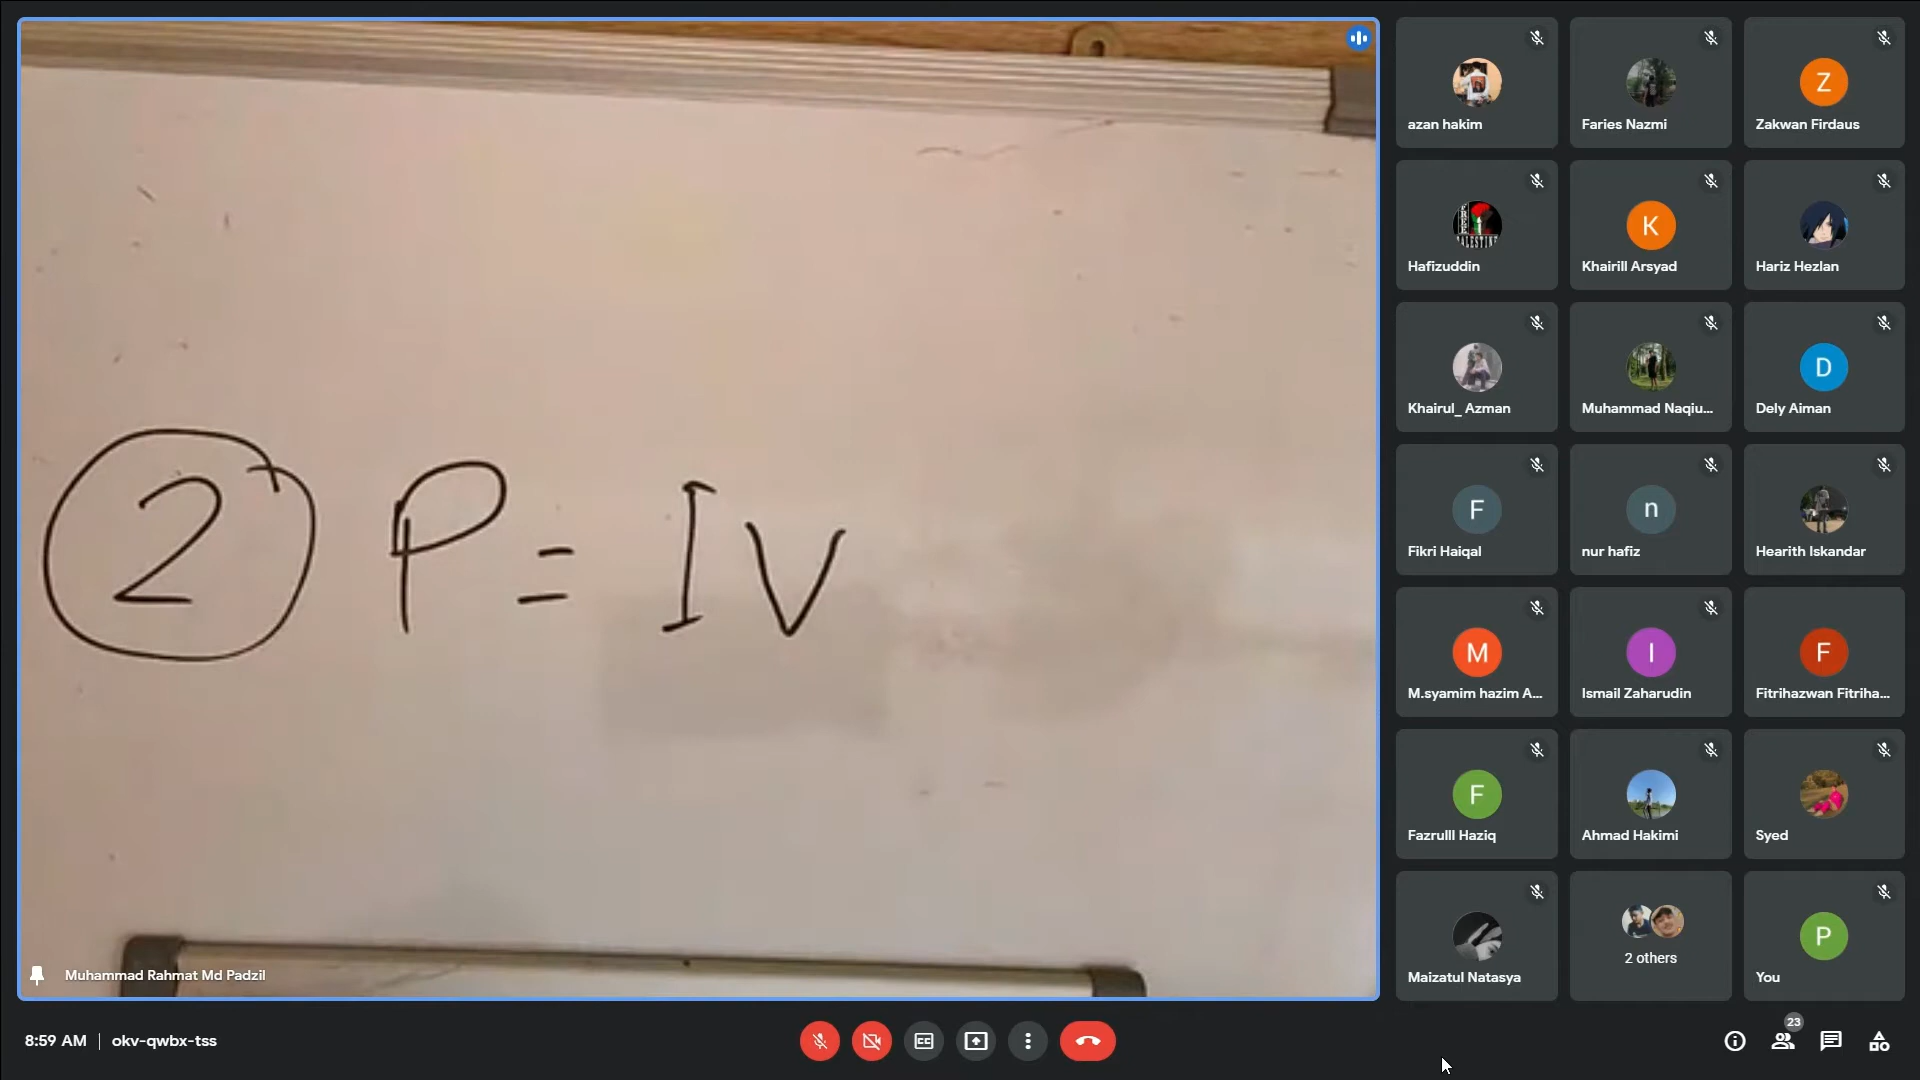 ② P = IV
Muhammad Rahmat Md Padzil
azan hakim
Faries Nazmi
Z
Zakwan Firdaus
Hafizuddin
K
Khairill Arsyad
Hariz Hezlan
Khairul_ Azman
Muhammad Naqiu...
D
Dely Aiman
F
Fikri Haiqal
n
nur hafiz
Hearith Iskandar
M
M.syamim hazim A...
I
Ismail Zaharudin
F
Fitrihazwan Fitriha...
F
Fazrulll Haziq
Ahmad Hakimi
Syed
Maizatul Natasya
2 others
P
You
8:59 AM | okv-qwbx-tss
CC
23